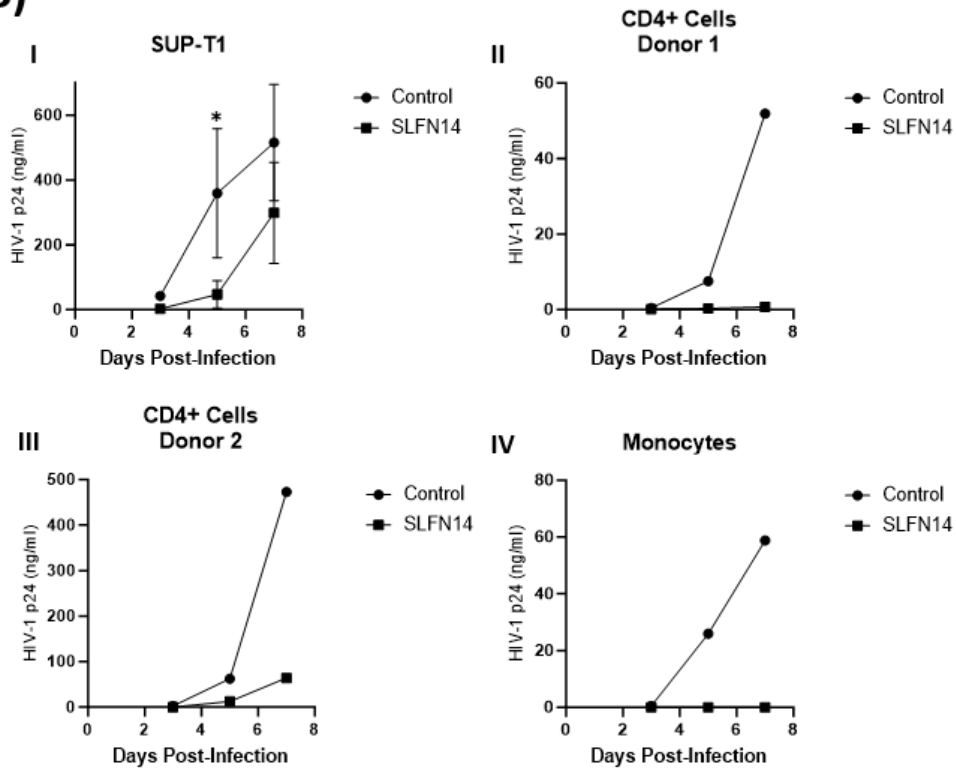 I
SUP-T1
HIV-1 p24 (ng/ml)
600
400
200
0
0 2 4 6 8
Days Post-Infection
*
Control
SLFN14
II
CD4+ Cells
Donor 1
HIV-1 p24 (ng/ml)
60
40
20
0
0 2 4 6 8
Days Post-Infection
Control
SLFN14
III
CD4+ Cells
Donor 2
HIV-1 p24 (ng/ml)
500
400
300
200
100
0
0 2 4 6 8
Days Post-Infection
Control
SLFN14
IV
Monocytes
HIV-1 p24 (ng/ml)
80
60
40
20
0
0 2 4 6 8
Days Post-Infection
Control
SLFN14